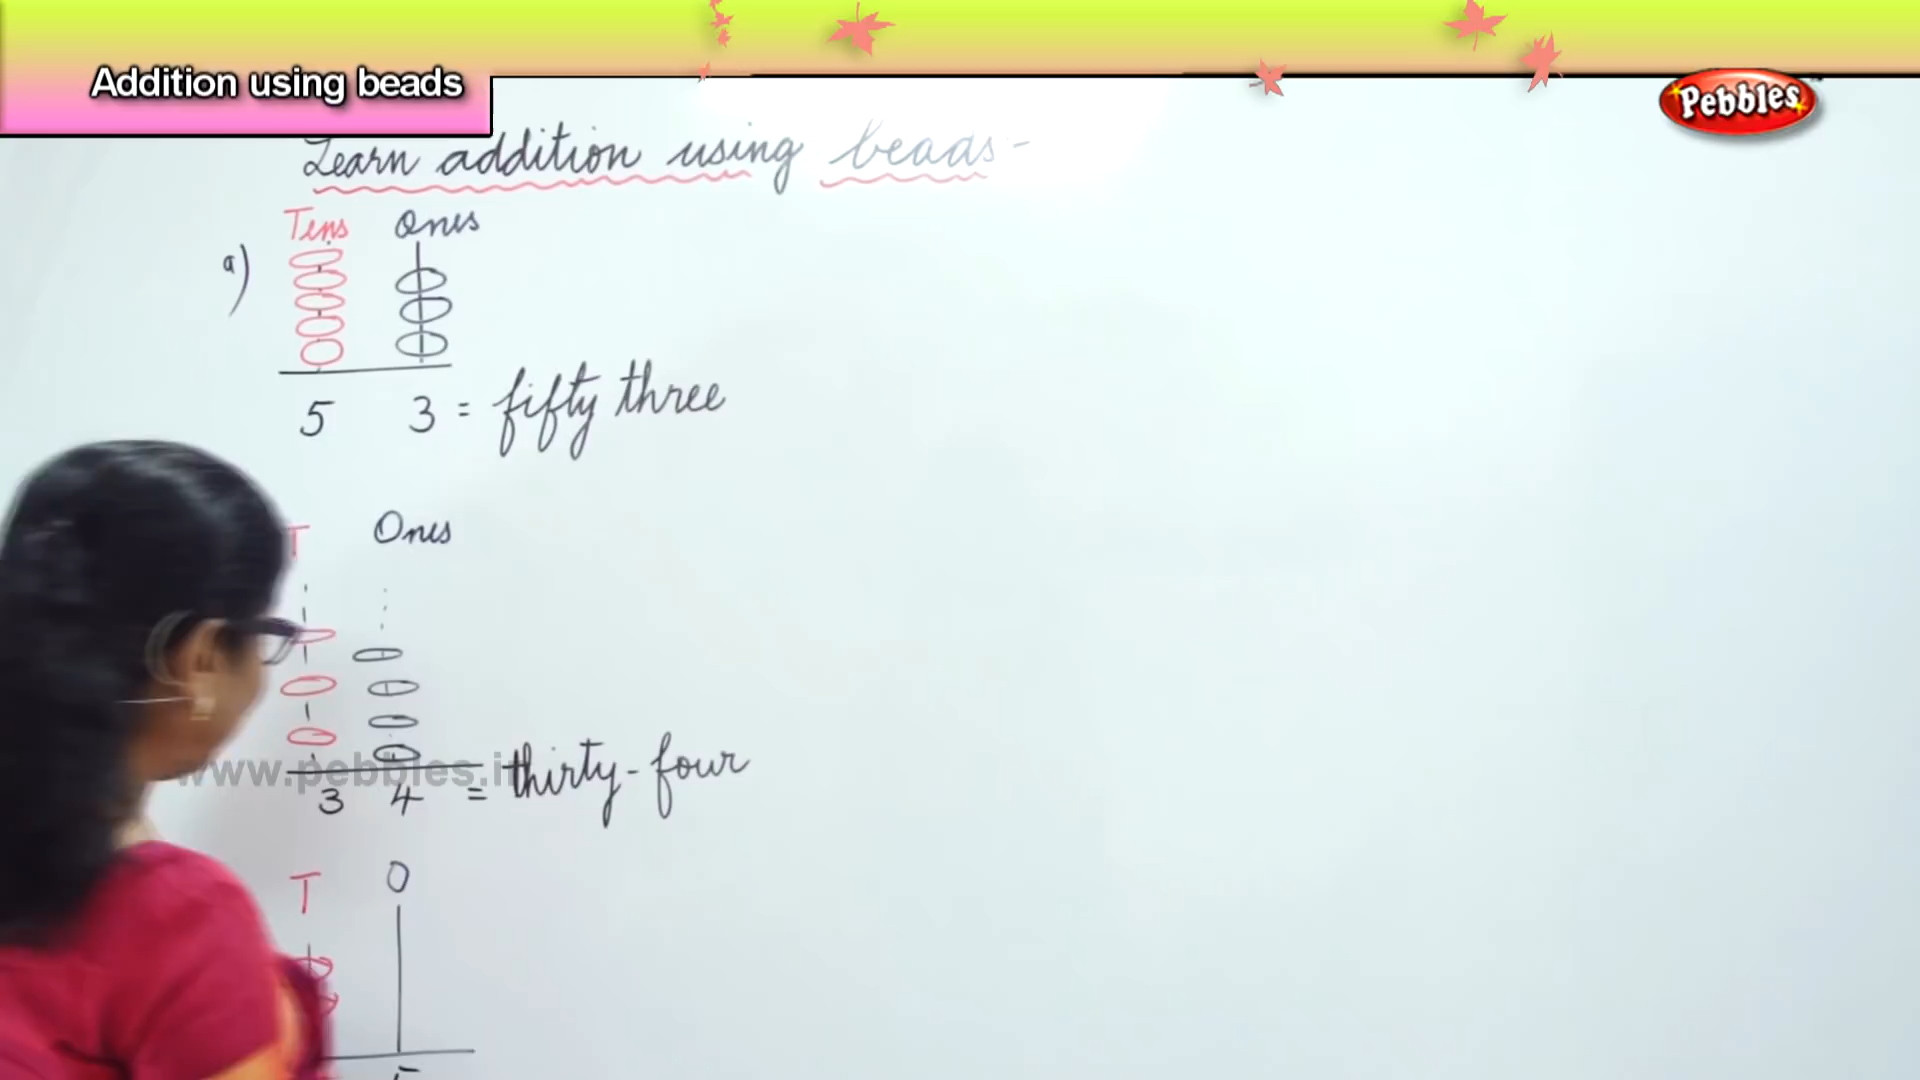 Addition using beads
Pebbles
Learn addition using beads-
Tens Ones
a)
5 3 = fifty three
T Ones
www.pebbles.i
3 4 = thirty-four
T O
5